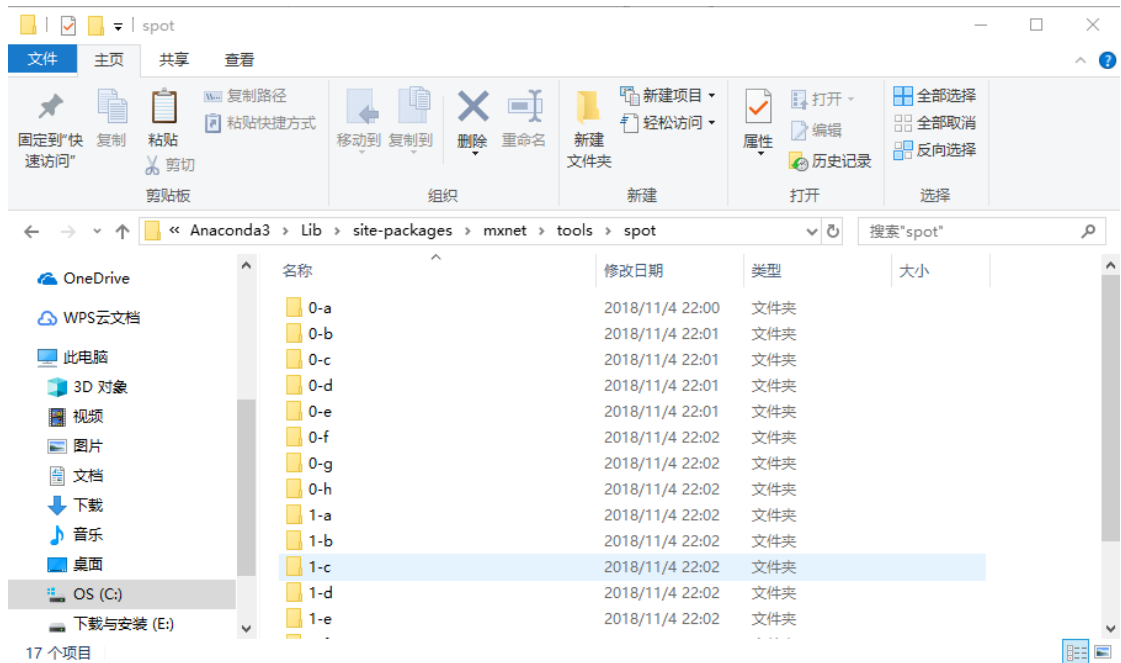 spot
文件 主页 共享 查看
固定到"快速访问" 复制 粘贴 复制路径 粘贴快捷方式 剪切 移动到 复制到 删除 重命名 新建文件夹 新建项目 轻松访问 属性 打开 编辑 历史记录 全部选择 全部取消 反向选择
剪贴板 组织 新建 打开 选择
« Anaconda3 › Lib › site-packages › mxnet › tools › spot 搜索"spot"
名称 修改日期 类型 大小
OneDrive
WPS云文档
此电脑
3D 对象
视频
图片
文档
下载
音乐
桌面
OS (C:)
下载与安装 (E:)
0-a 2018/11/4 22:00 文件夹
0-b 2018/11/4 22:01 文件夹
0-c 2018/11/4 22:01 文件夹
0-d 2018/11/4 22:01 文件夹
0-e 2018/11/4 22:01 文件夹
0-f 2018/11/4 22:02 文件夹
0-g 2018/11/4 22:02 文件夹
0-h 2018/11/4 22:02 文件夹
1-a 2018/11/4 22:02 文件夹
1-b 2018/11/4 22:02 文件夹
1-c 2018/11/4 22:02 文件夹
1-d 2018/11/4 22:02 文件夹
1-e 2018/11/4 22:02 文件夹
17 个项目